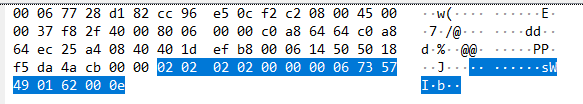 00 06 77 28 d1 82 cc 96 e5 0c f2 c2 08 00 45 00 ··w(···· ······E·
00 37 f8 2f 40 00 80 06 00 00 c0 a8 64 64 c0 a8 ·7·/@··· ····dd··
64 ec 25 a4 08 40 40 1d ef b8 00 06 14 50 50 18 d·%··@@· ·····PP·
f5 da 4a cb 00 00 02 02 02 02 00 00 00 06 73 57 ··J····· ······sW
49 01 62 00 0e I·b··